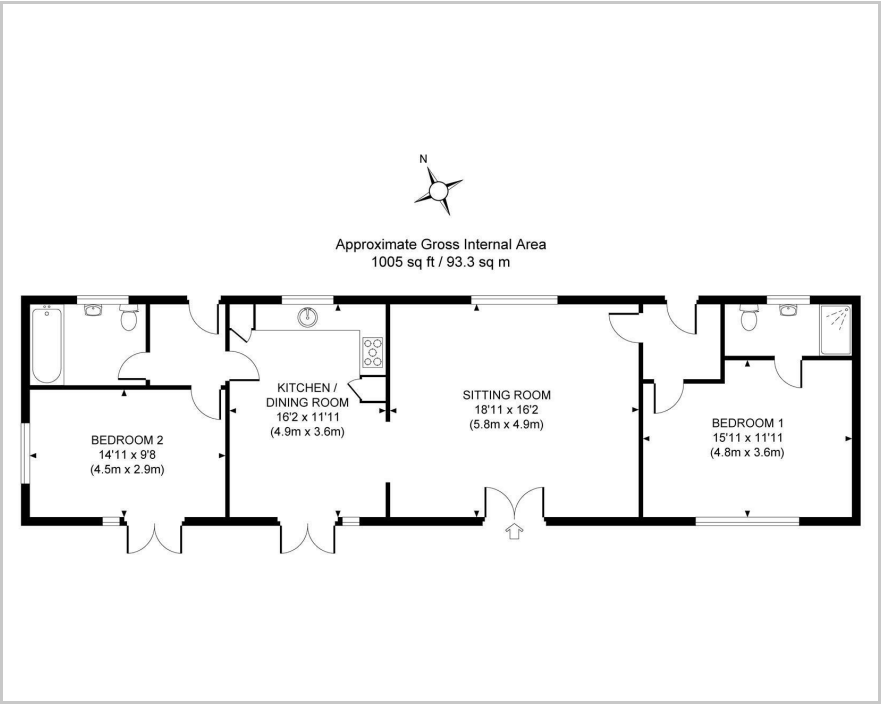 N
Approximate Gross Internal Area
1005 sq ft / 93.3 sq m
KITCHEN /
DINING ROOM
16'2 x 11'11
(4.9m x 3.6m)
SITTING ROOM
18'11 x 16'2
(5.8m x 4.9m)
BEDROOM 1
15'11 x 11'11
(4.8m x 3.6m)
BEDROOM 2
14'11 x 9'8
(4.5m x 2.9m)